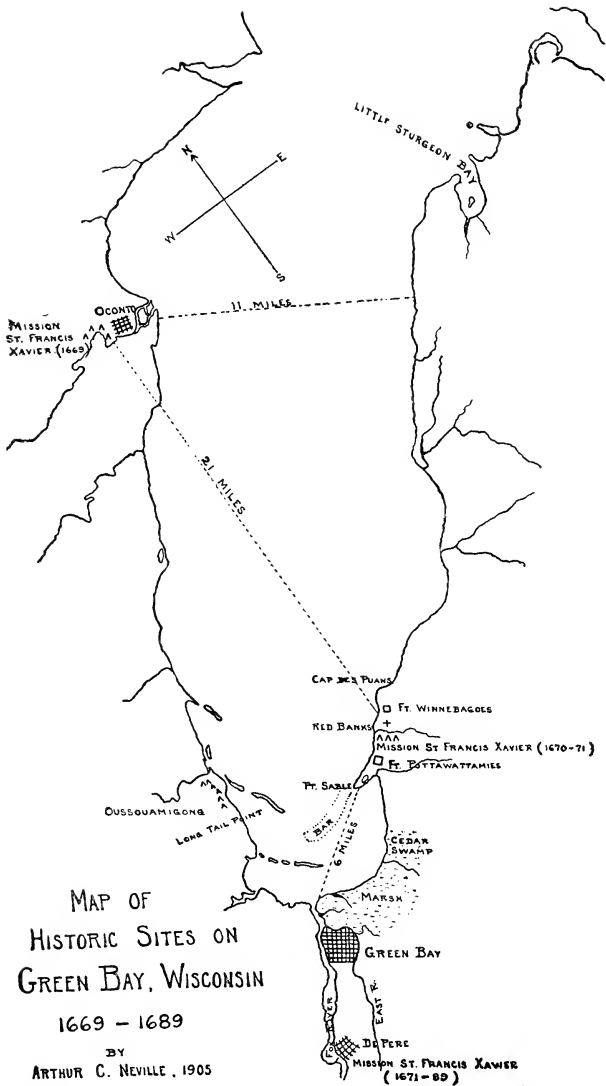 LITTLE STURGEON BAY
N
E
W
S
OCONTO
11 MILES
MISSION
ST. FRANCIS
XAVIER (1669)
21 MILES
CAP DES PUANS
FT. WINNEBAGOES
RED BANKS
MISSION ST FRANCIS XAVIER (1670-71)
FT. POTTAWATTAMIES
PT. SABLE
OUSSOUAMIGONG
LONG TAIL POINT
BAR
6 MILES
CEDAR
SWAMP
MARSH
GREEN BAY
FOX RIVER
EAST R.
DE PERE
MISSION ST. FRANCIS XAVIER
(1671-89)
MAP OF
HISTORIC SITES ON
GREEN BAY, WISCONSIN
1669 - 1689
BY
ARTHUR C. NEVILLE, 1905